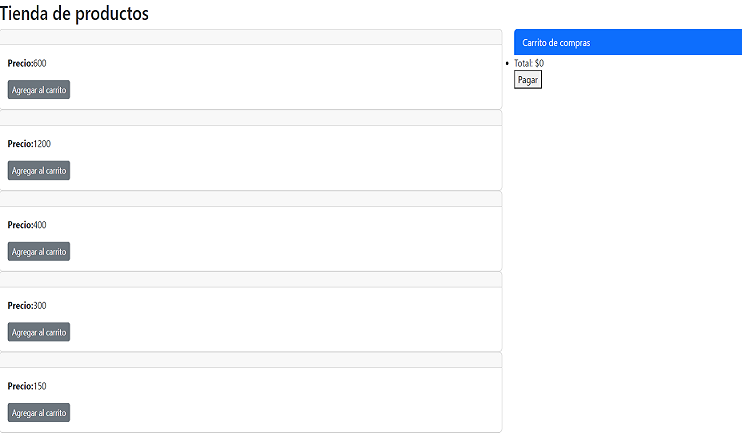 Tienda de productos
Precio:600
Agregar al carrito
Precio:1200
Agregar al carrito
Precio:400
Agregar al carrito
Precio:300
Agregar al carrito
Precio:150
Agregar al carrito
Carrito de compras
Total: $0
Pagar